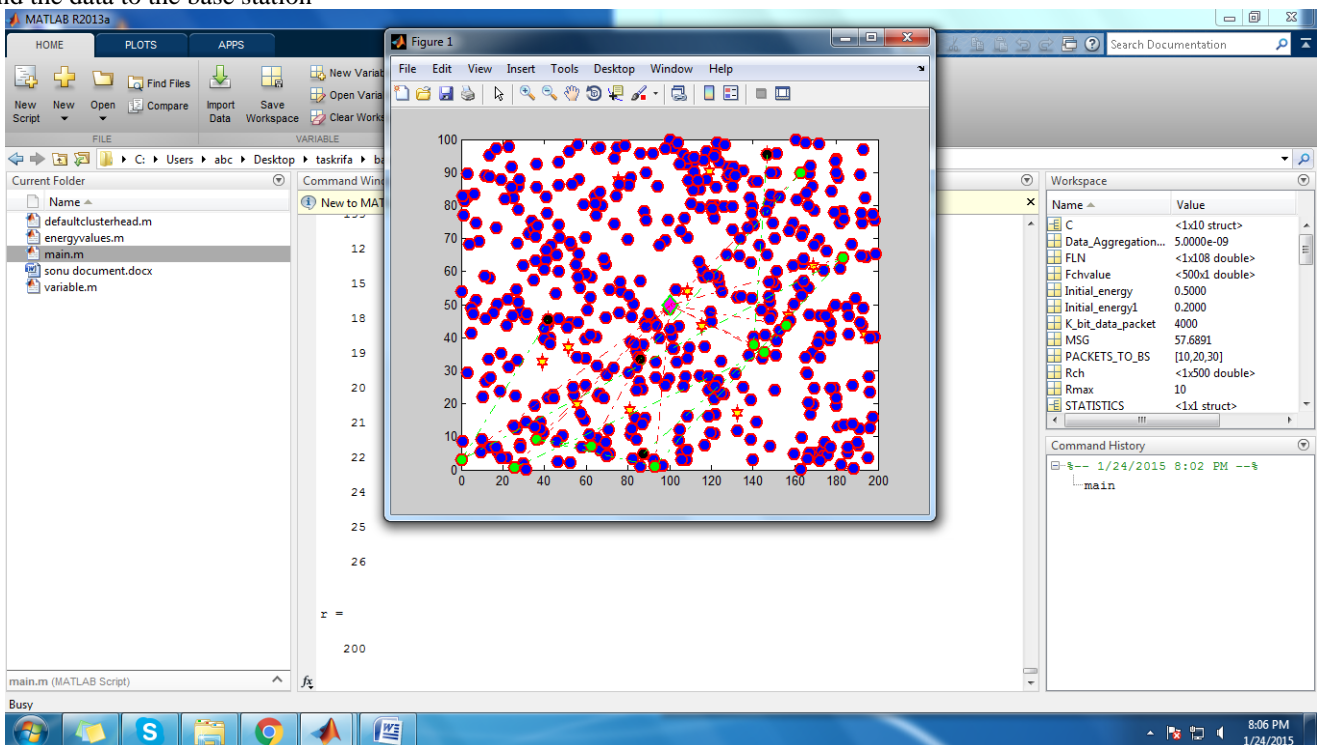 nd the data to the base station
MATLAB R2013a
HOME PLOTS APPS
Search Documentation
New Script
New
Open
Find Files
Compare
Import Data
Save Workspace
New Variab
Open Varia
Clear Works
FILE
VARIABLE
C: Users abc Desktop taskrifa ba
Current Folder
Name
defaultclusterhead.m
energyvalues.m
main.m
sonu document.docx
variable.m
main.m (MATLAB Script)
Command Wind
New to MAT
12
15
18
19
20
21
22
24
25
26
r =
200
fx
Figure 1
File Edit View Insert Tools Desktop Window Help
100
90
80
70
60
50
40
30
20
10
0
0 20 40 60 80 100 120 140 160 180 200
Workspace
Name Value
C <1x10 struct>
Data_Aggregation... 5.0000e-09
FLN <1x108 double>
Fchvalue <500x1 double>
Initial_energy 0.5000
Initial_energy1 0.2000
K_bit_data_packet 4000
MSG 57.6891
PACKETS_TO_BS [10,20,30]
Rch <1x500 double>
Rmax 10
STATISTICS <1x1 struct>
Command History
%-- 1/24/2015 8:02 PM --%
main
Busy
8:06 PM
1/24/2015